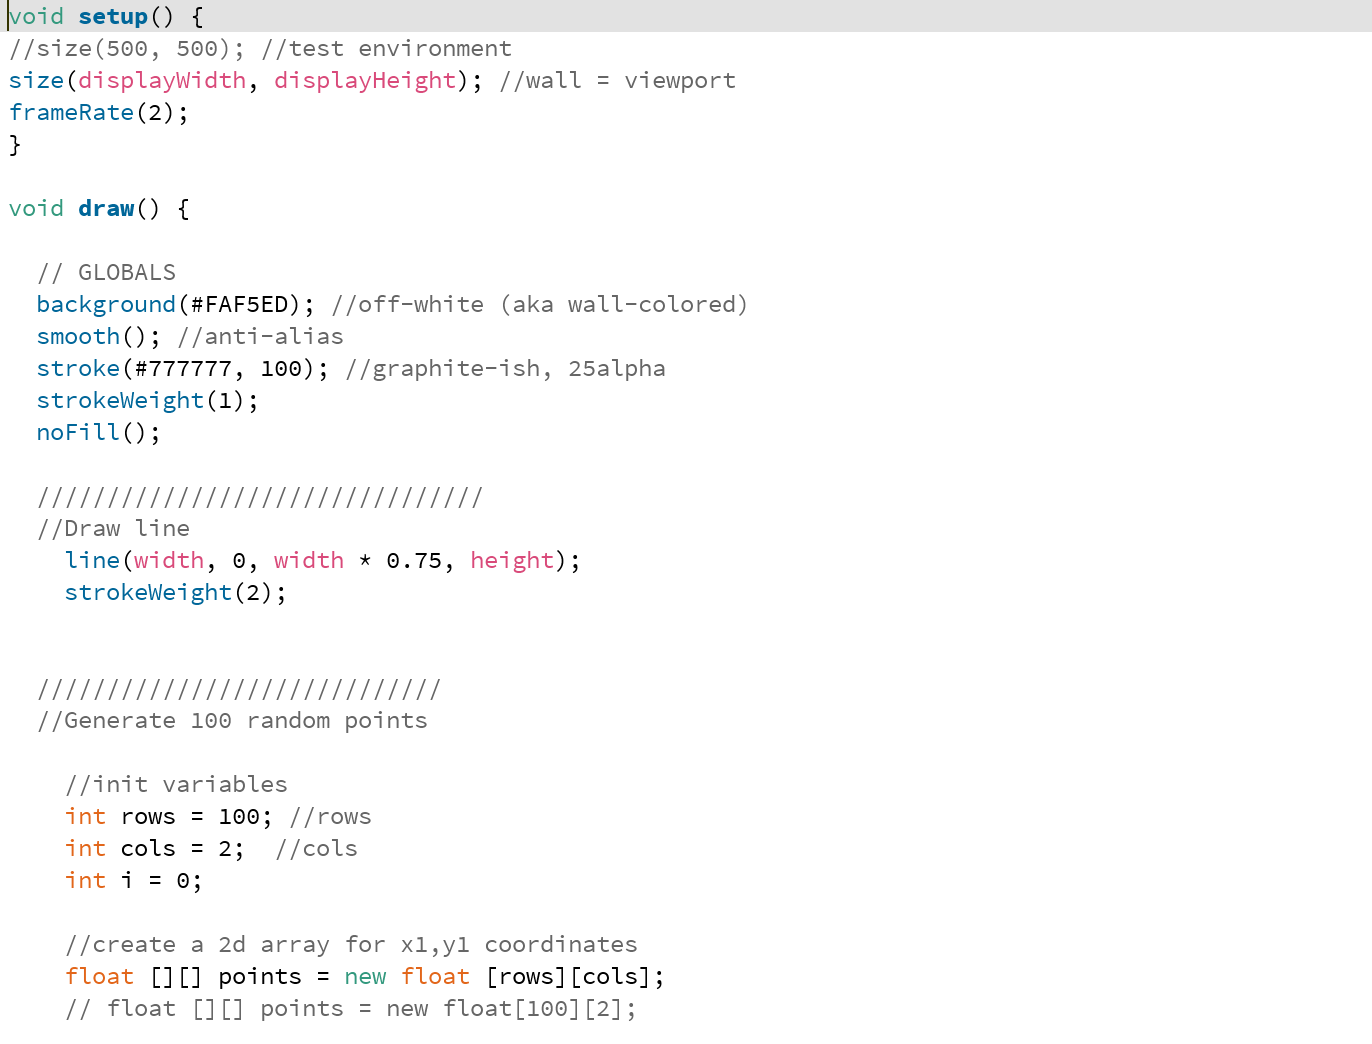 void setup() {
//size(500, 500); //test environment
size(displayWidth, displayHeight); //wall = viewport
frameRate(2);
}
void draw() {
// GLOBALS
background(#FAF5ED); //off-white (aka wall-colored)
smooth(); //anti-alias
stroke(#777777, 100); //graphite-ish, 25alpha
strokeWeight(1);
noFill();
////////////////////////////////
//Draw line
line(width, 0, width * 0.75, height);
strokeWeight(2);
/////////////////////////////
//Generate 100 random points
//init variables
int rows = 100; //rows
int cols = 2;  //cols
int i = 0;
//create a 2d array for x1,y1 coordinates
float [][] points = new float [rows][cols];
// float [][] points = new float[100][2];